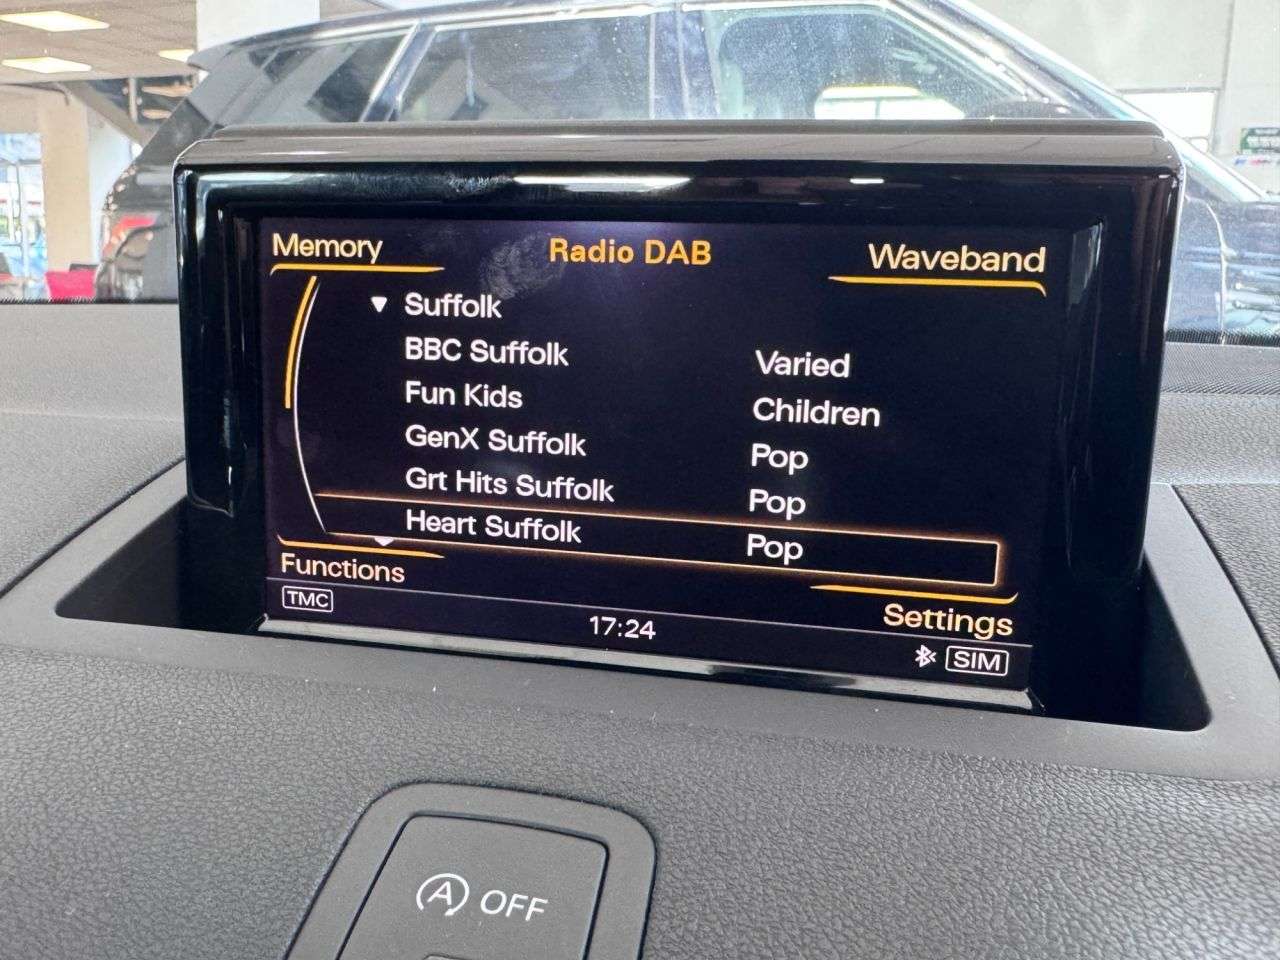 Memory Radio DAB Waveband
Suffolk
BBC Suffolk Varied
Fun Kids Children
GenX Suffolk Pop
Grt Hits Suffolk Pop
Heart Suffolk Pop
Functions Settings
TMC 17:24 SIM
A OFF